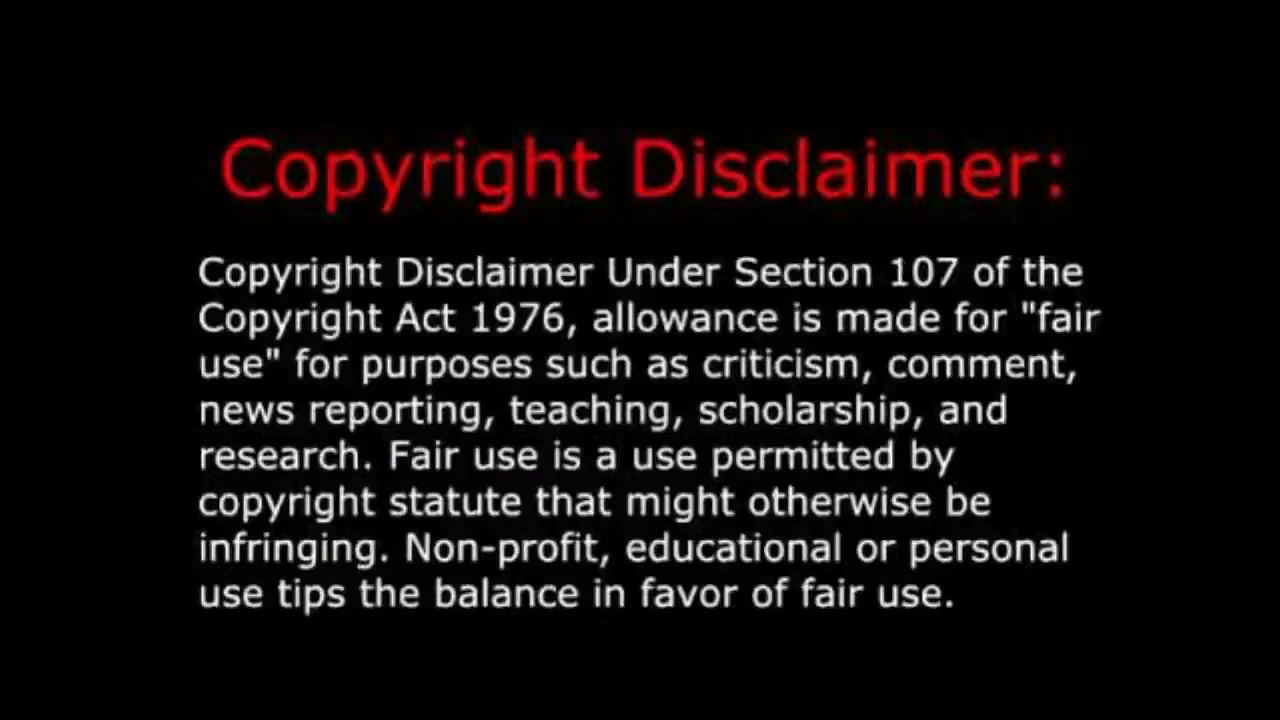 Copyright Disclaimer:
Copyright Disclaimer Under Section 107 of the
Copyright Act 1976, allowance is made for "fair
use" for purposes such as criticism, comment,
news reporting, teaching, scholarship, and
research. Fair use is a use permitted by
copyright statute that might otherwise be
infringing. Non-profit, educational or personal
use tips the balance in favor of fair use.